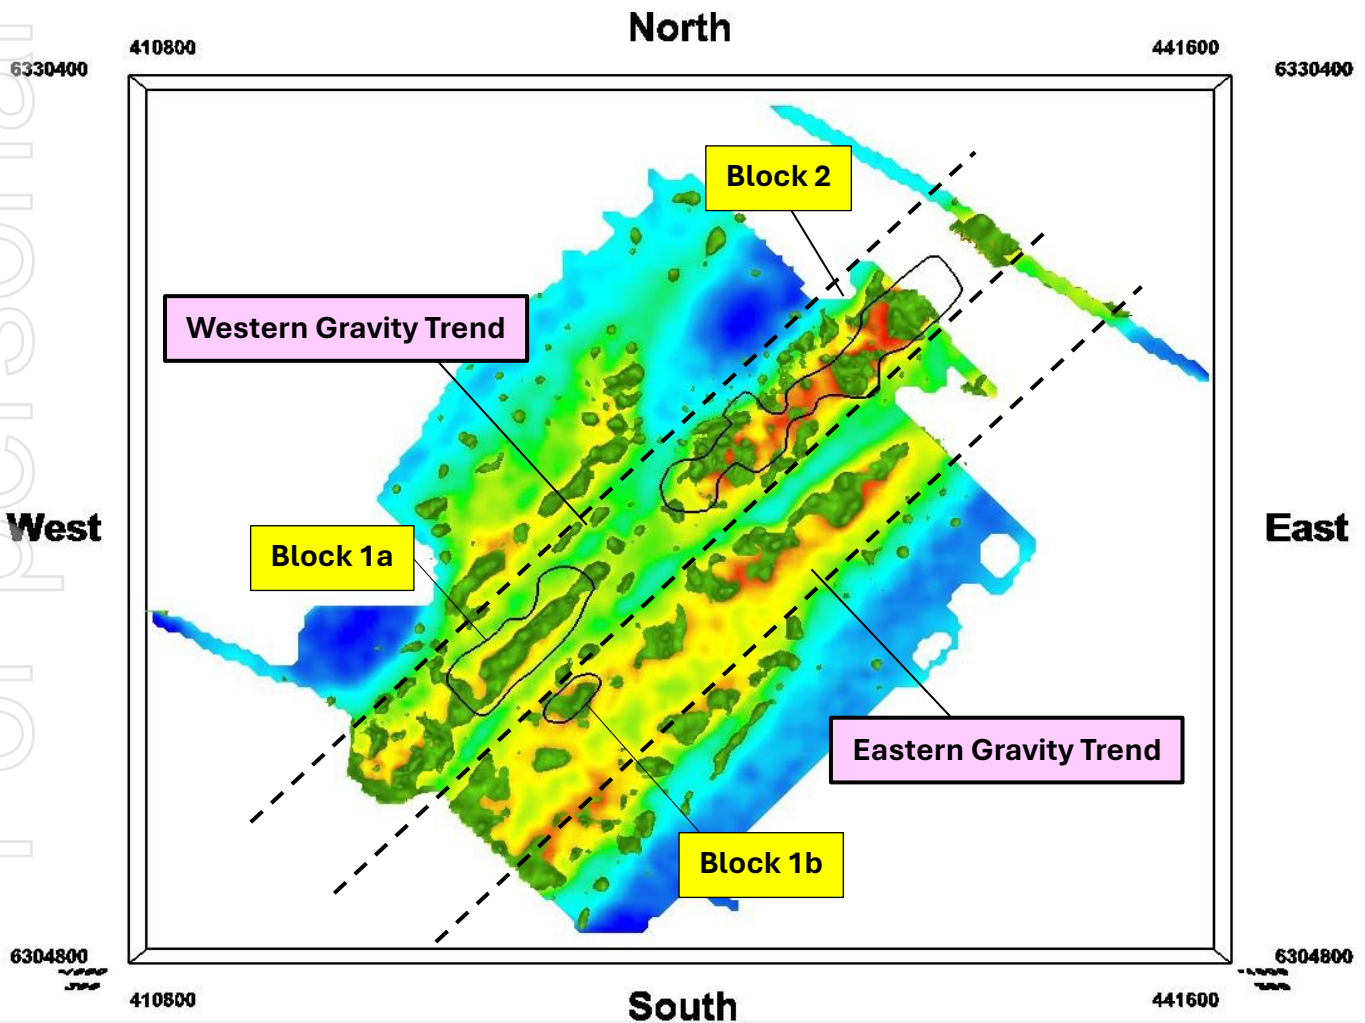 North
410800
441600
6330400
6330400
Block 2
Western Gravity Trend
West
East
Block 1a
Eastern Gravity Trend
Block 1b
6304800
6304800
410800
441600
South